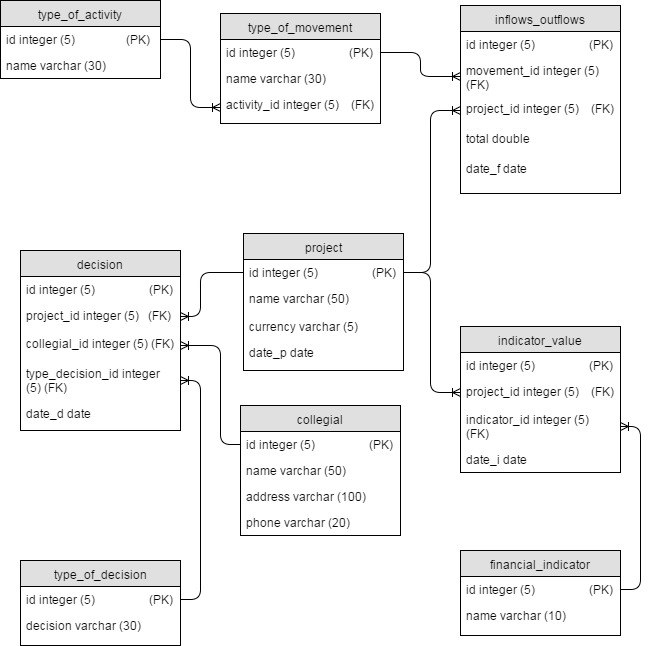 type_of_activity
id integer (5) (PK)
name varchar (30)
type_of_movement
id integer (5) (PK)
name varchar (30)
activity_id integer (5) (FK)
inflows_outflows
id integer (5) (PK)
movement_id integer (5)
(FK)
project_id integer (5) (FK)
total double
date_f date
decision
id integer (5) (PK)
project_id integer (5) (FK)
collegial_id integer (5) (FK)
type_decision_id integer
(5) (FK)
date_d date
project
id integer (5) (PK)
name varchar (50)
currency varchar (5)
date_p date
indicator_value
id integer (5) (PK)
project_id integer (5) (FK)
indicator_id integer (5)
(FK)
date_i date
collegial
id integer (5) (PK)
name varchar (50)
address varchar (100)
phone varchar (20)
type_of_decision
id integer (5) (PK)
decision varchar (30)
financial_indicator
id integer (5) (PK)
name varchar (10)